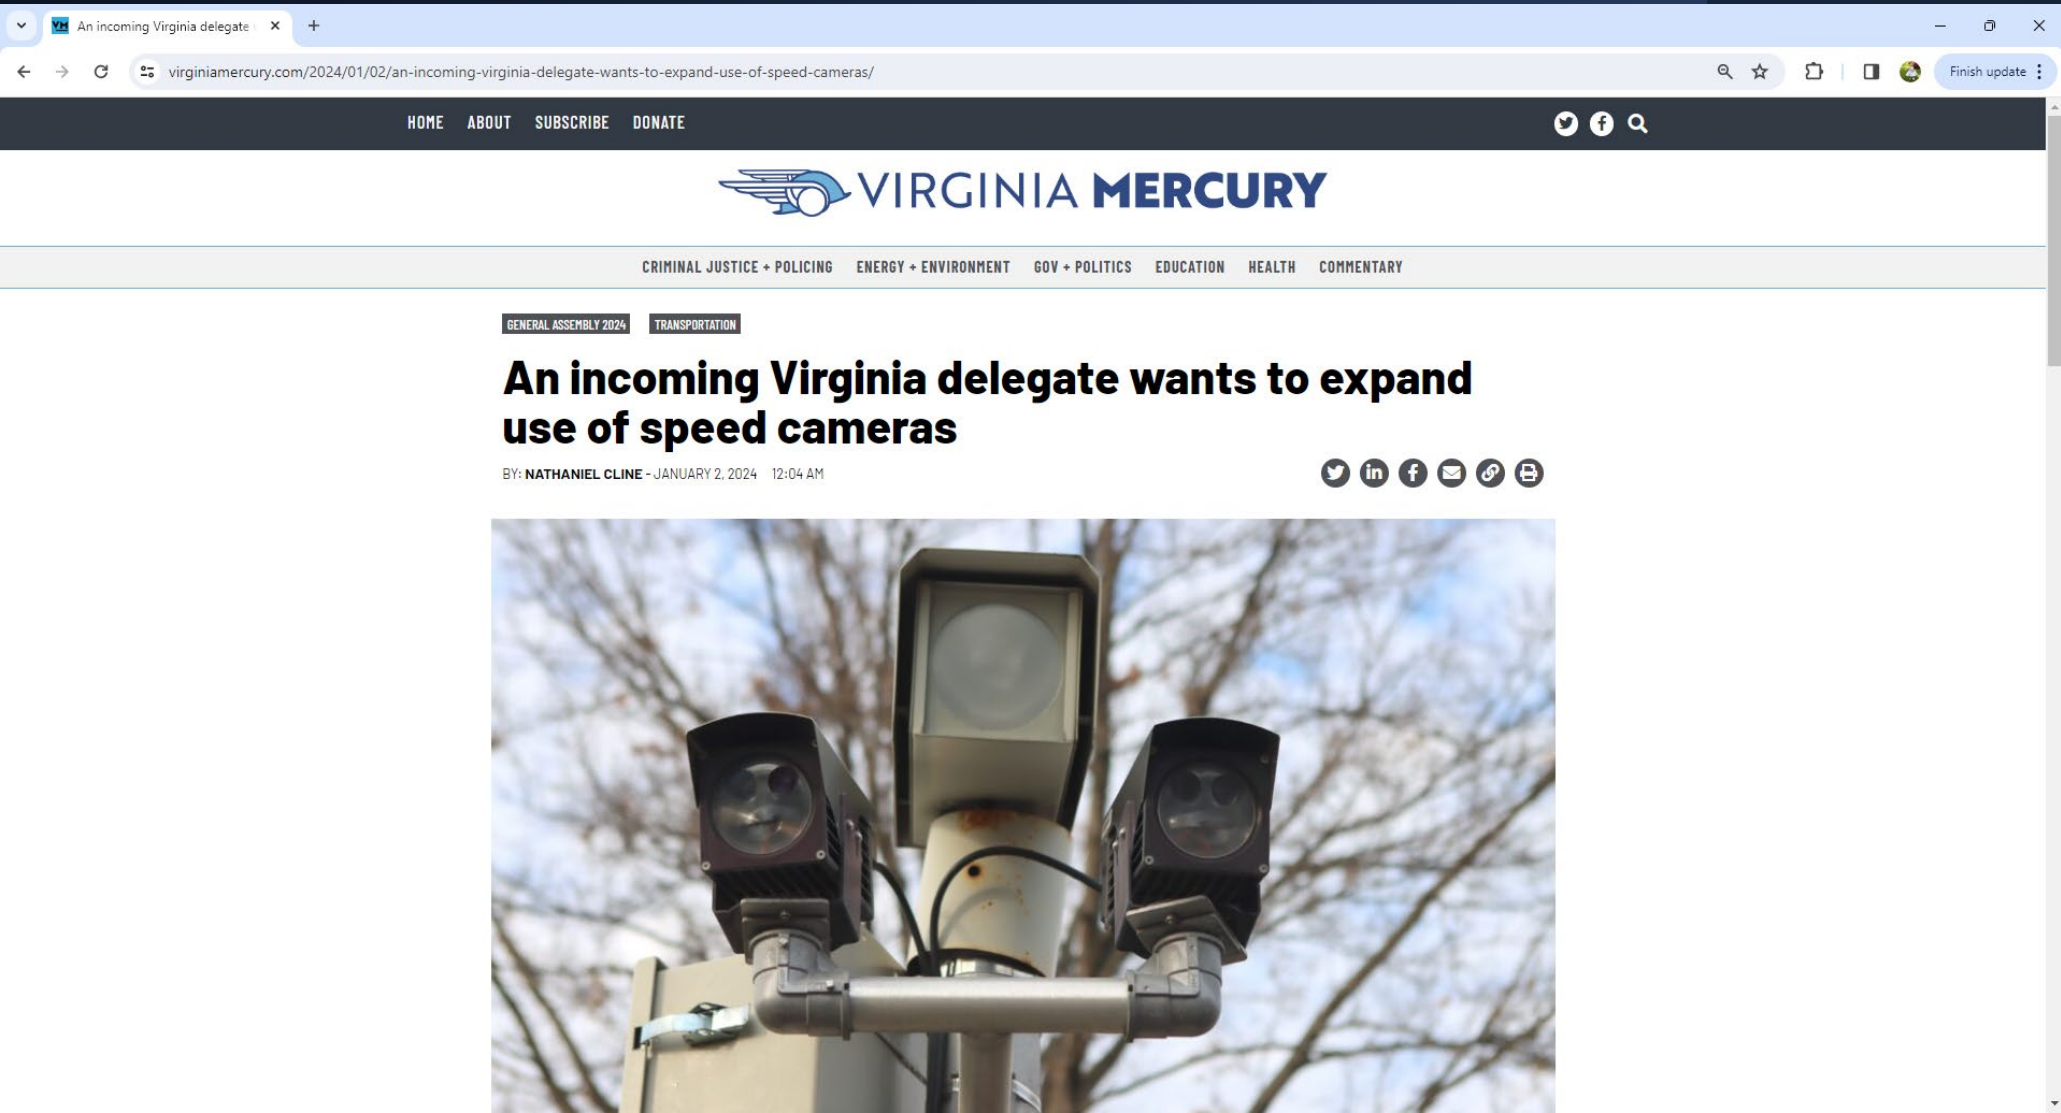 VM An incoming Virginia delegate
virginiamercury.com/2024/01/02/an-incoming-virginia-delegate-wants-to-expand-use-of-speed-cameras/
Finish update
HOME ABOUT SUBSCRIBE DONATE
VIRGINIA MERCURY
CRIMINAL JUSTICE + POLICING ENERGY + ENVIRONMENT GOV + POLITICS EDUCATION HEALTH COMMENTARY
GENERAL ASSEMBLY 2024 TRANSPORTATION
An incoming Virginia delegate wants to expand
use of speed cameras
BY: NATHANIEL CLINE - JANUARY 2, 2024 12:04 AM